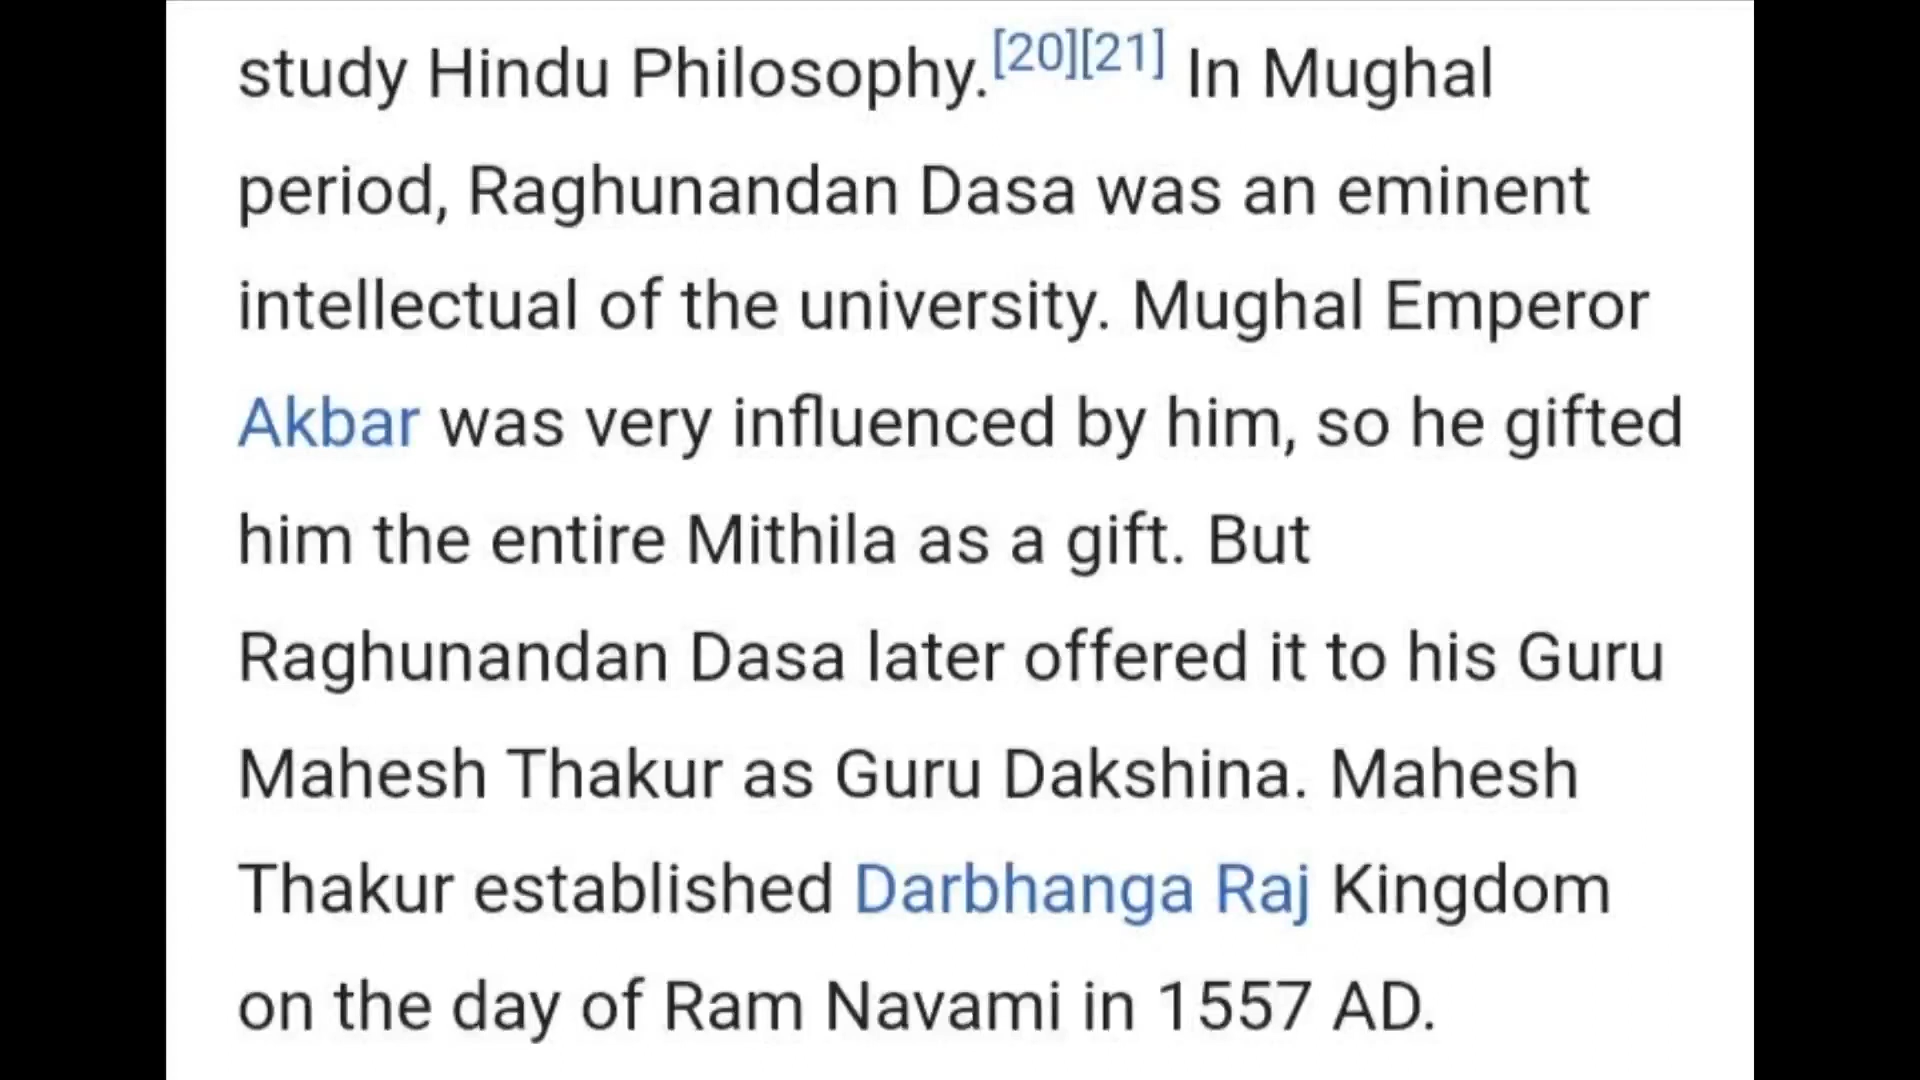 study Hindu Philosophy.[20][21] In Mughal
period, Raghunandan Dasa was an eminent
intellectual of the university. Mughal Emperor
Akbar was very influenced by him, so he gifted
him the entire Mithila as a gift. But
Raghunandan Dasa later offered it to his Guru
Mahesh Thakur as Guru Dakshina. Mahesh
Thakur established Darbhanga Raj Kingdom
on the day of Ram Navami in 1557 AD.